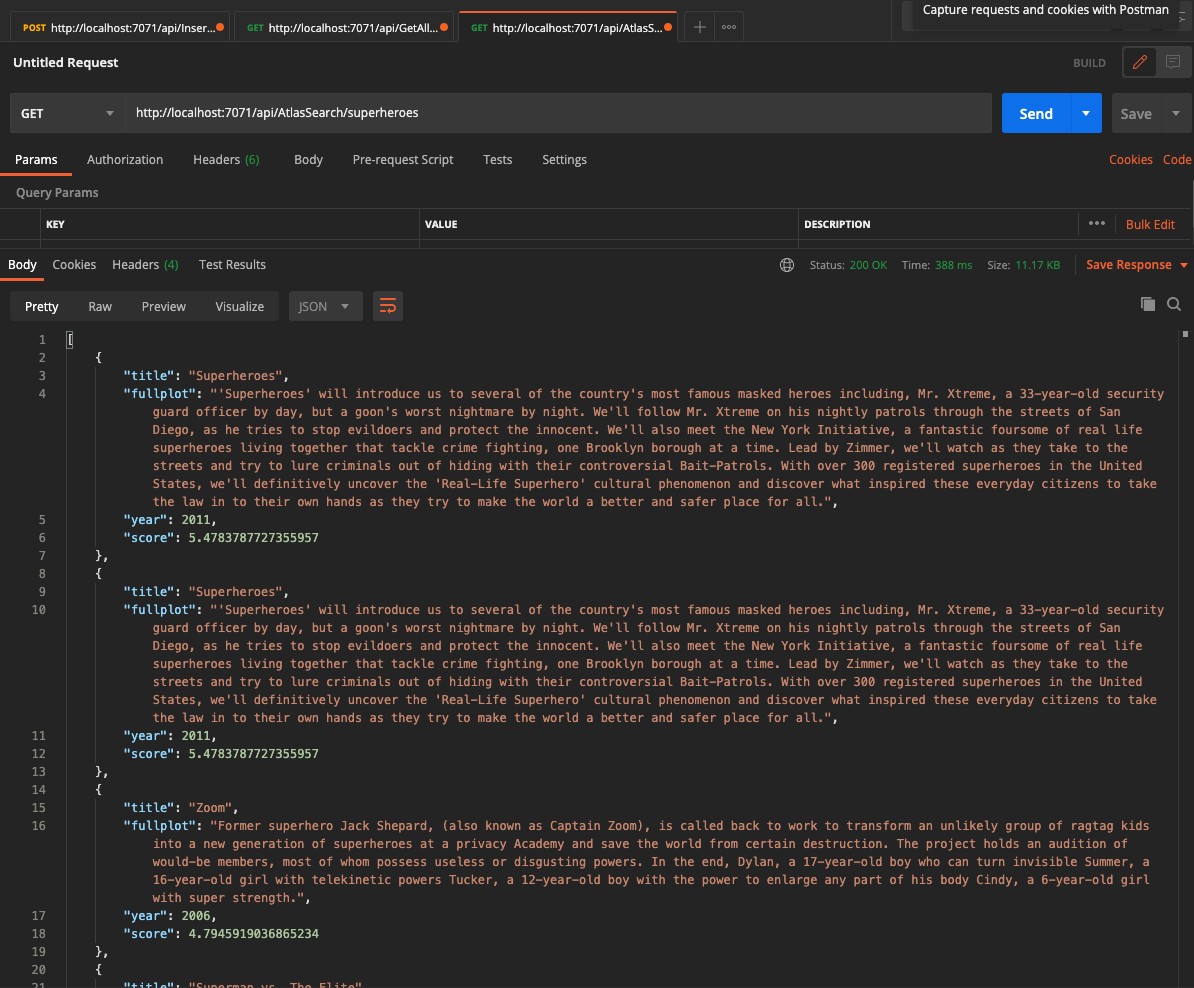 POST http://localhost:7071/api/Inser... GET http://localhost:7071/api/GetAll... GET http://localhost:7071/api/AtlasS... Capture requests and cookies with Postman
Untitled Request BUILD
GET http://localhost:7071/api/AtlasSearch/superheroes Send Save
Params Authorization Headers (6) Body Pre-request Script Tests Settings Cookies Code
Query Params
KEY VALUE DESCRIPTION Bulk Edit
Body Cookies Headers (4) Test Results Status: 200 OK Time: 388 ms Size: 11.17 KB Save Response
Pretty Raw Preview Visualize JSON
1 [
2 {
3 "title": "Superheroes",
4 "fullplot": "'Superheroes' will introduce us to several of the country's most famous masked heroes including, Mr. Xtreme, a 33-year-old security
guard officer by day, but a goon's worst nightmare by night. We'll follow Mr. Xtreme on his nightly patrols through the streets of San
Diego, as he tries to stop evildoers and protect the innocent. We'll also meet the New York Initiative, a fantastic foursome of real life
superheroes living together that tackle crime fighting, one Brooklyn borough at a time. Lead by Zimmer, we'll watch as they take to the
streets and try to lure criminals out of hiding with their controversial Bait-Patrols. With over 300 registered superheroes in the United
States, we'll definitively uncover the 'Real-Life Superhero' cultural phenomenon and discover what inspired these everyday citizens to take
the law in to their own hands as they try to make the world a better and safer place for all.",
5 "year": 2011,
6 "score": 5.4783787727355957
7 },
8 {
9 "title": "Superheroes",
10 "fullplot": "'Superheroes' will introduce us to several of the country's most famous masked heroes including, Mr. Xtreme, a 33-year-old security
guard officer by day, but a goon's worst nightmare by night. We'll follow Mr. Xtreme on his nightly patrols through the streets of San
Diego, as he tries to stop evildoers and protect the innocent. We'll also meet the New York Initiative, a fantastic foursome of real life
superheroes living together that tackle crime fighting, one Brooklyn borough at a time. Lead by Zimmer, we'll watch as they take to the
streets and try to lure criminals out of hiding with their controversial Bait-Patrols. With over 300 registered superheroes in the United
States, we'll definitively uncover the 'Real-Life Superhero' cultural phenomenon and discover what inspired these everyday citizens to take
the law in to their own hands as they try to make the world a better and safer place for all.",
11 "year": 2011,
12 "score": 5.4783787727355957
13 },
14 {
15 "title": "Zoom",
16 "fullplot": "Former superhero Jack Shepard, (also known as Captain Zoom), is called back to work to transform an unlikely group of ragtag kids
into a new generation of superheroes at a privacy Academy and save the world from certain destruction. The project holds an audition of
would-be members, most of whom possess useless or disgusting powers. In the end, Dylan, a 17-year-old boy who can turn invisible Summer, a
16-year-old girl with telekinetic powers Tucker, a 12-year-old boy with the power to enlarge any part of his body Cindy, a 6-year-old girl
with super strength.",
17 "year": 2006,
18 "score": 4.7945919036865234
19 },
20 {
21 "title": "Superman vs. The Elite"